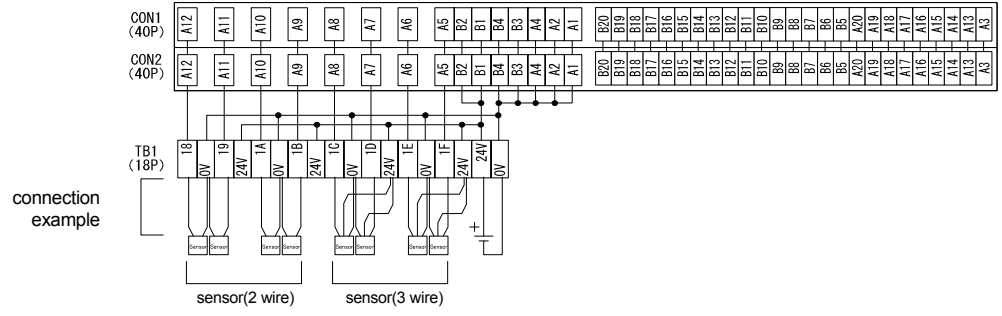 CON1 (40P) A12 A11 A10 A9 A8 A7 A6 A5 B2 B1 B4 B3 A4 A2 A1 B20 B19 B18 B17 B16 B15 B14 B13 B12 B11 B10 B9 B8 B7 B6 B5 A20 A19 A18 A17 A16 A15 A14 A13 A3
CON2 (40P) A12 A11 A10 A9 A8 A7 A6 A5 B2 B1 B4 B3 A4 A2 A1 B20 B19 B18 B17 B16 B15 B14 B13 B12 B11 B10 B9 B8 B7 B6 B5 A20 A19 A18 A17 A16 A15 A14 A13 A3
TB1 (18P) 18 0V 19 24V 1A 0V 1B 24V 1C 0V 1D 24V 1E 0V 1F 24V 24V 0V
connection
example
+
Sensor Sensor Sensor Sensor Sensor Sensor Sensor Sensor
sensor(2 wire) sensor(3 wire)